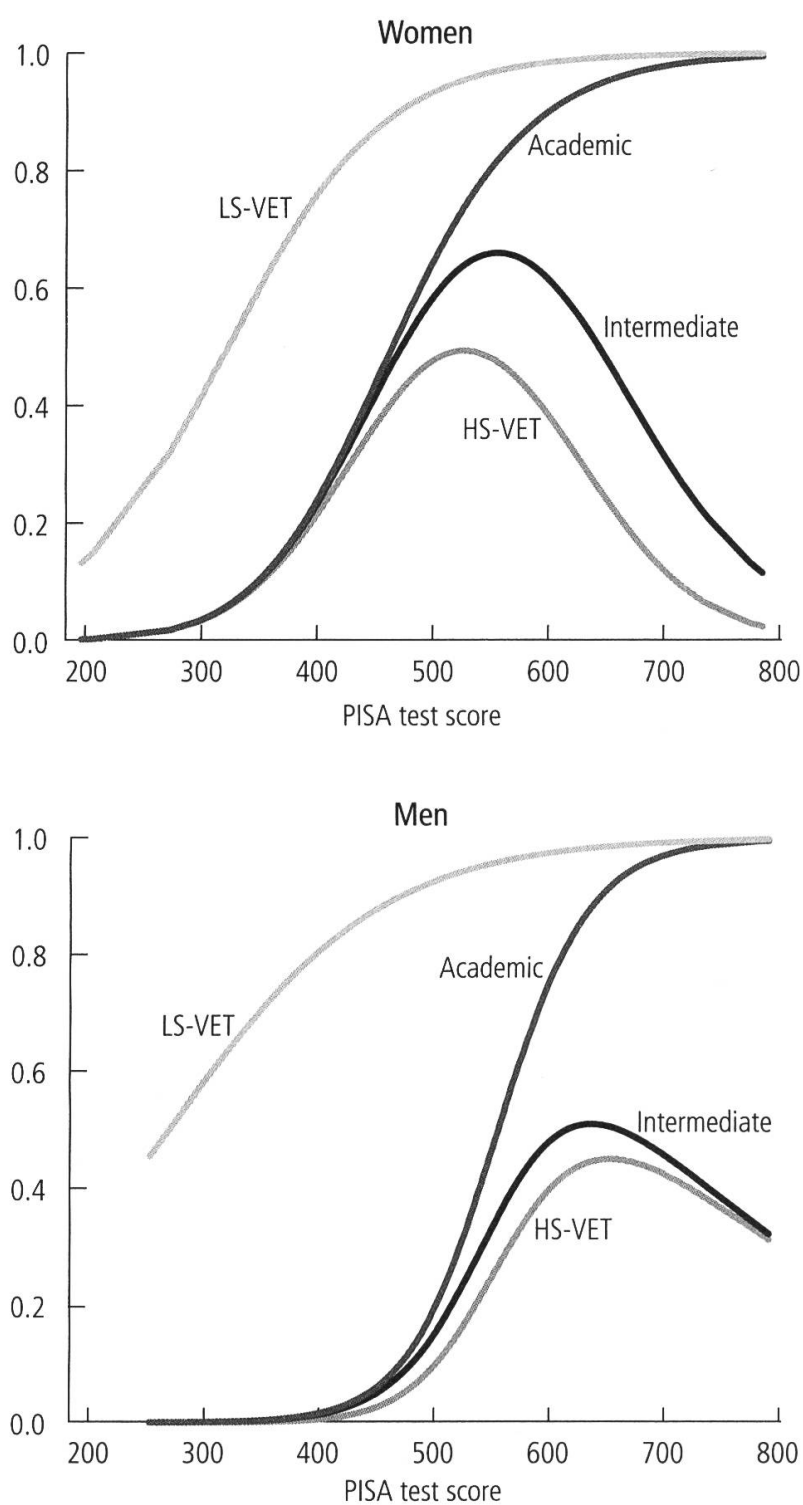 Women
1.0
Academic
0.8
LS-VET
0.6
Intermediate
0.4
HS-VET
0.2
0.0
200 300 400 500 600 700 800
PISA test score
Men
1.0
0.8
Academic
LS-VET
0.6
Intermediate
0.4
HS-VET
0.2
0.0
200 300 400 500 600 700 800
PISA test score